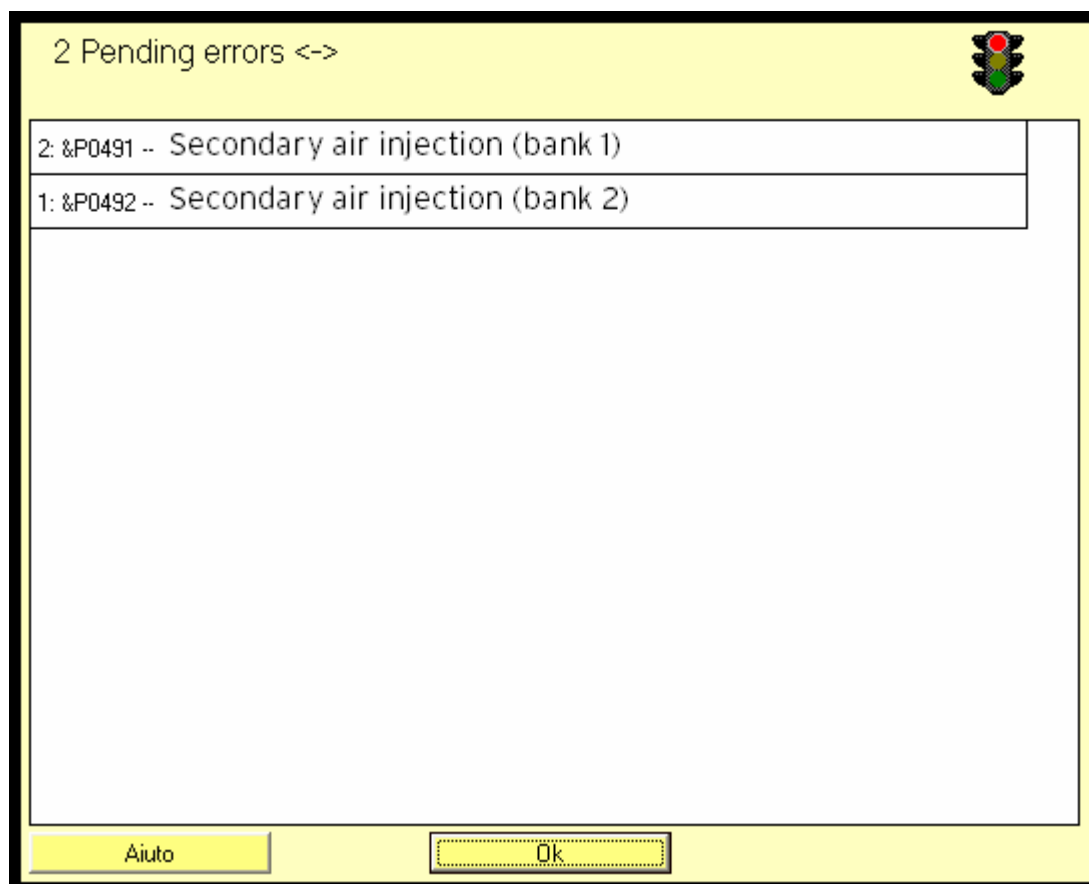 2 Pending errors <->
2: &P0491 -- Secondary air injection (bank 1)
1: &P0492 -- Secondary air injection (bank 2)
Aiuto
Ok